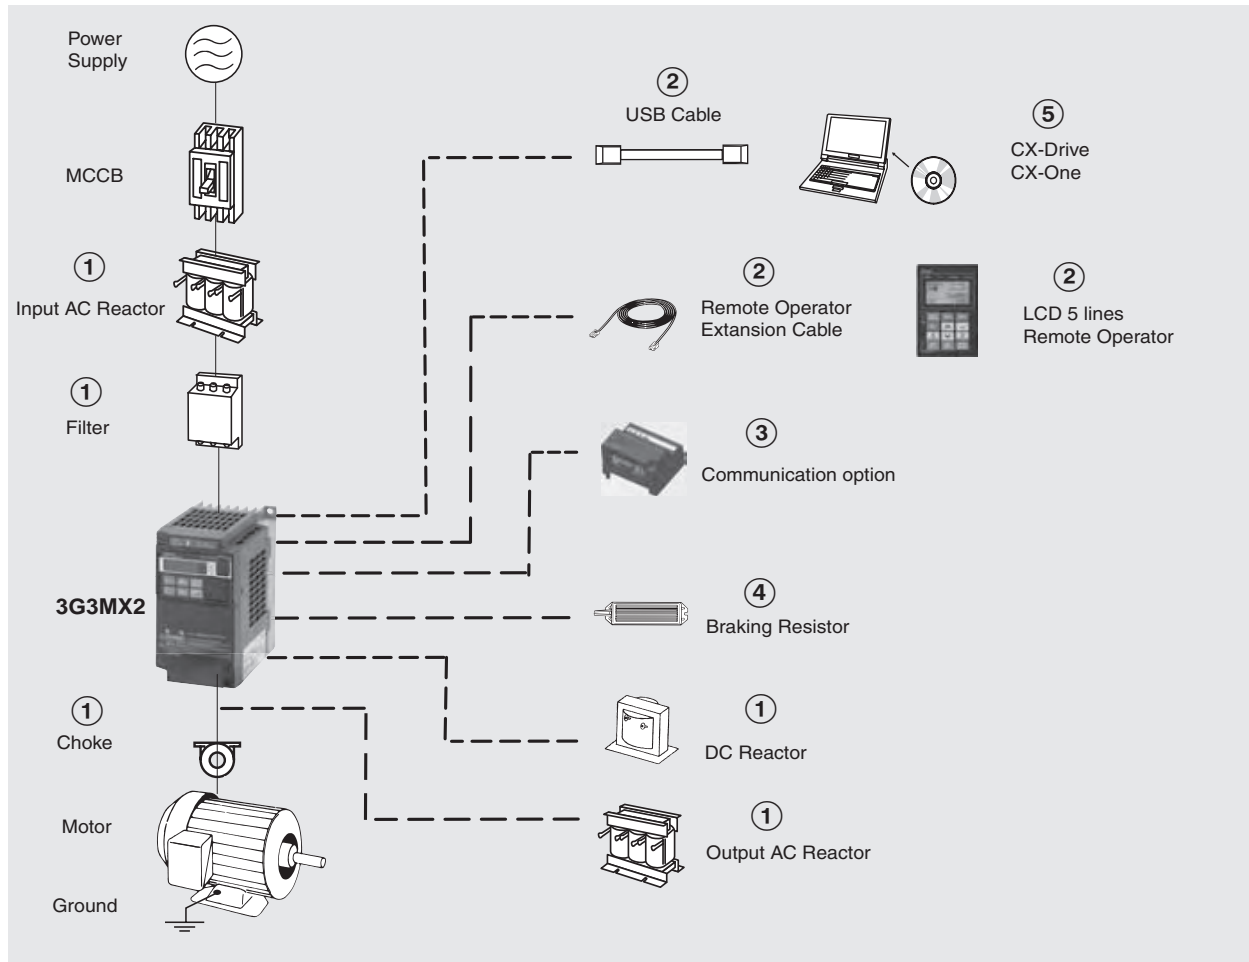 Power
Supply
MCCB
1
Input AC Reactor
1
Filter
3G3MX2
1
Choke
Motor
Ground
2
USB Cable
5
CX-Drive
CX-One
2
Remote Operator
Extansion Cable
2
LCD 5 lines
Remote Operator
3
Communication option
4
Braking Resistor
1
DC Reactor
1
Output AC Reactor